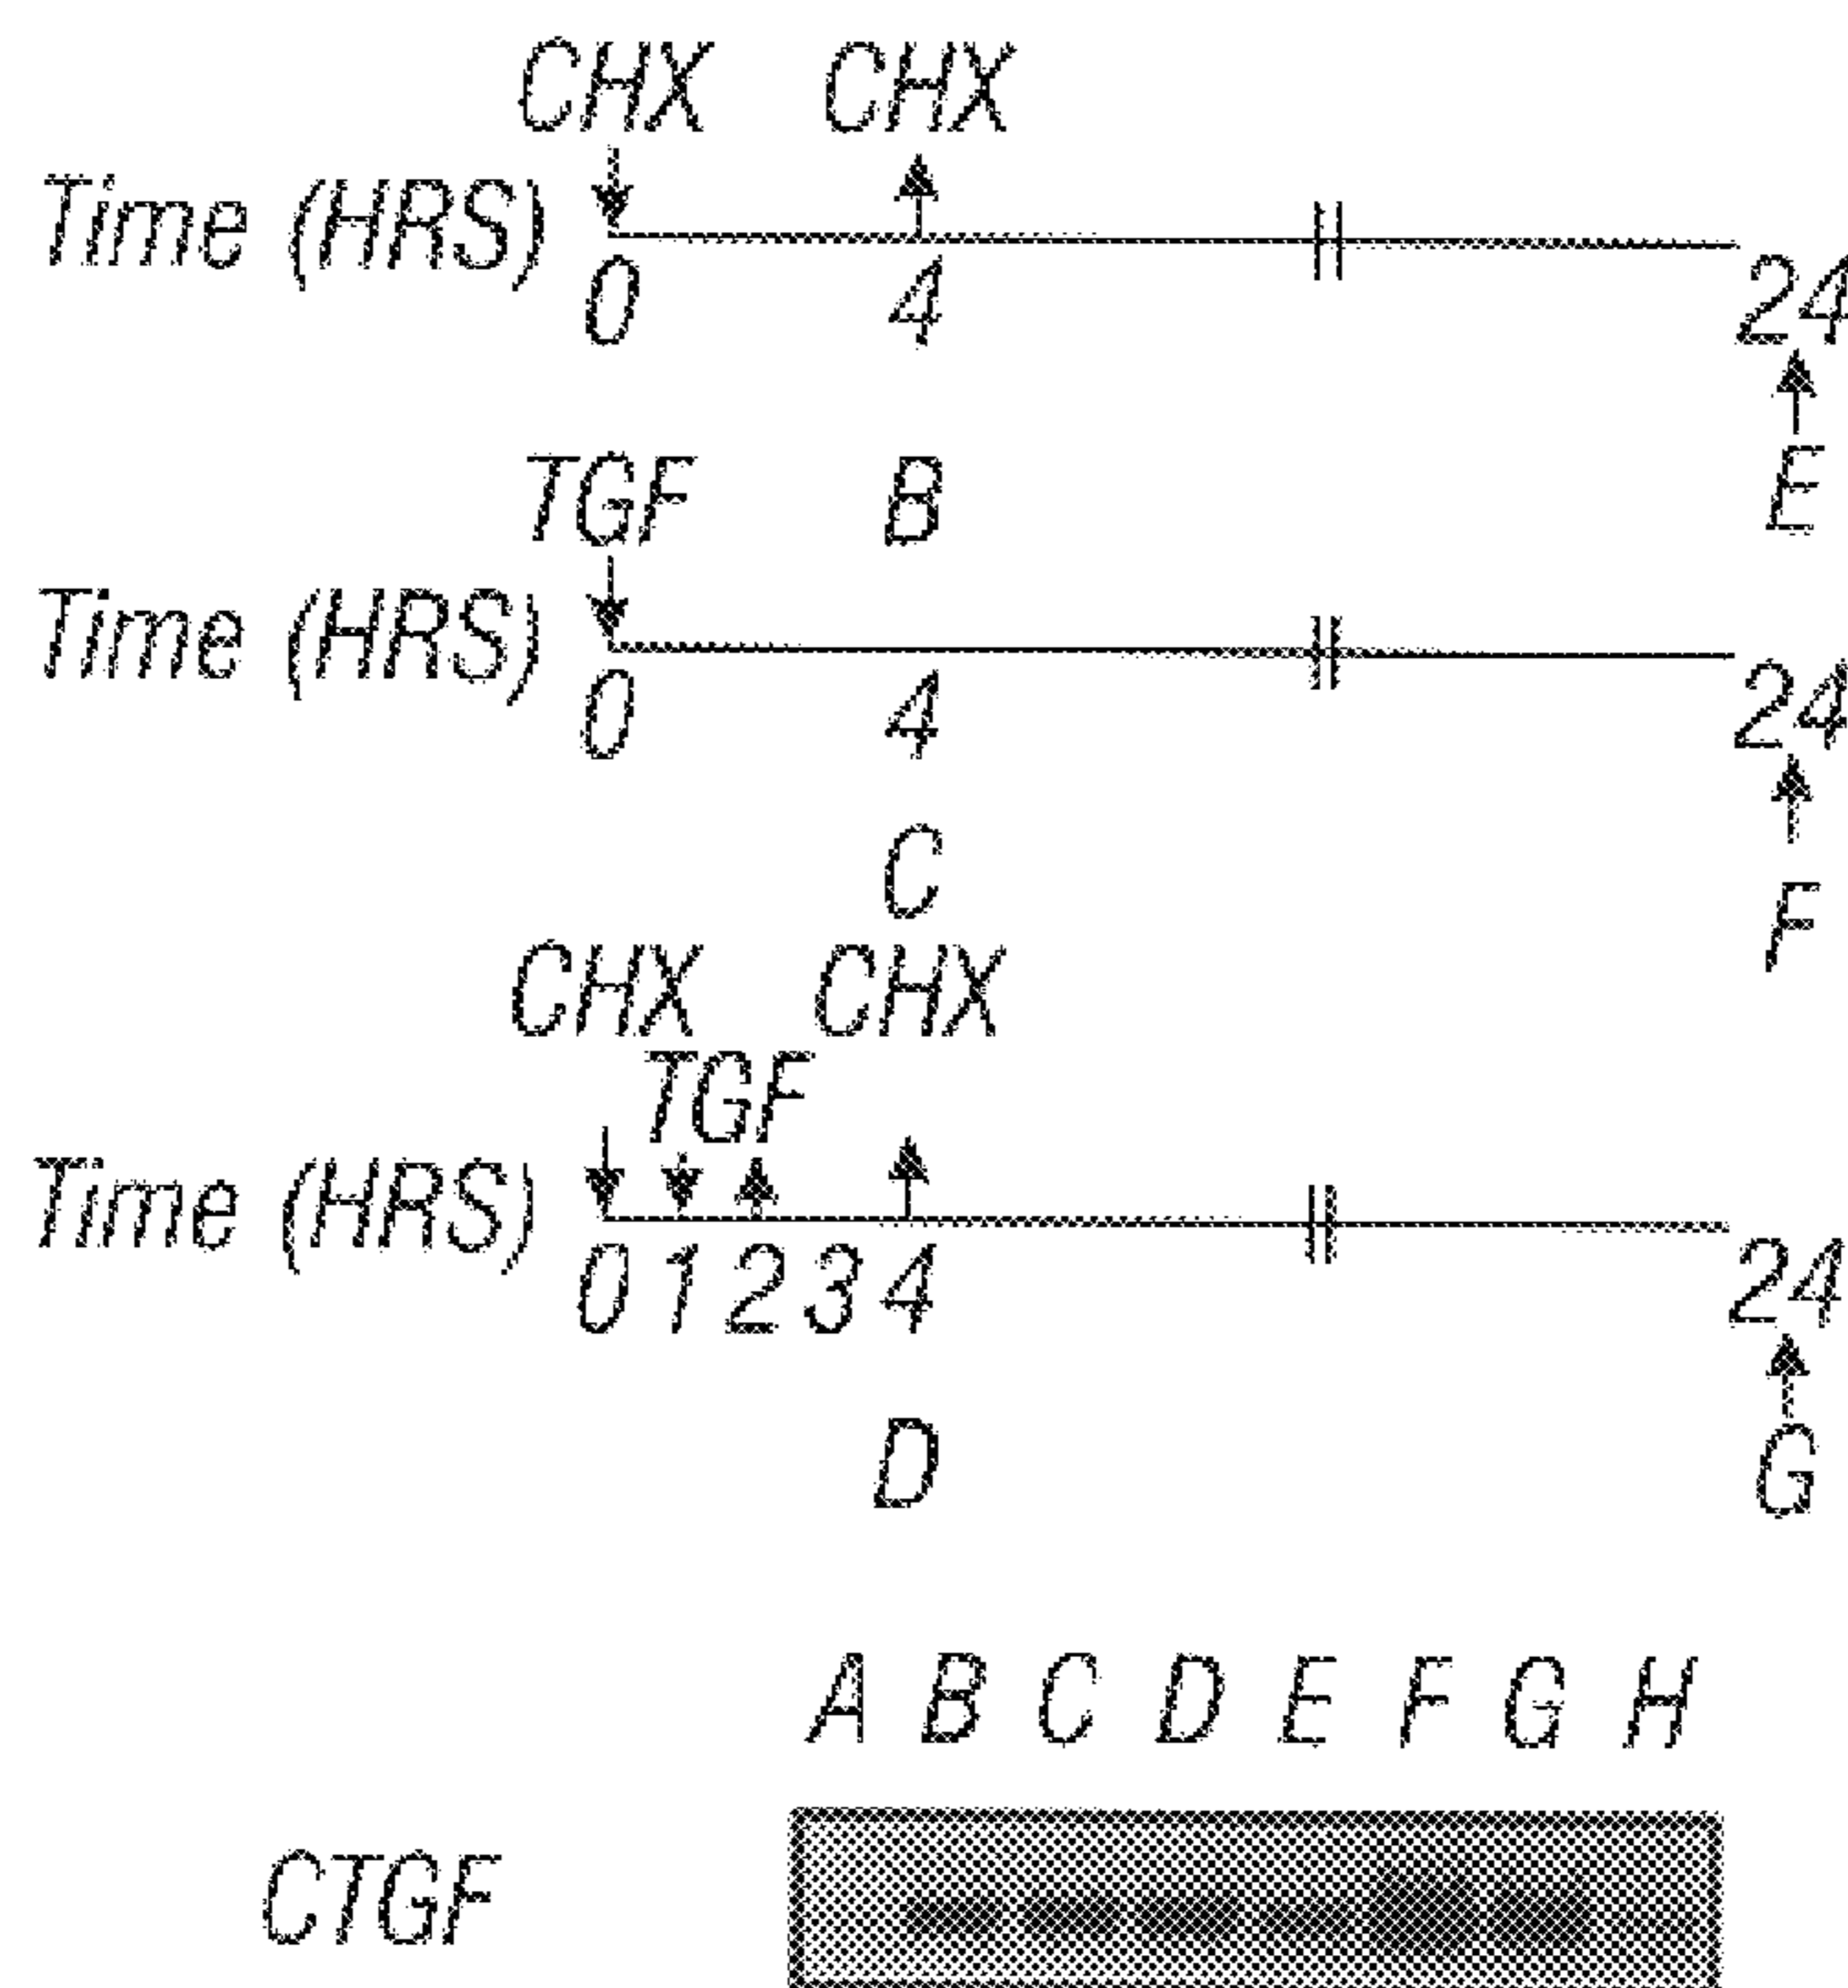 CHX CHX
Time (HRS)
0 4 24
E
TGF B
Time (HRS)
0 4 24
C
F
CHX CHX
TGF
Time (HRS)
0 1 2 3 4 24
D G
A B C D E F G H
CTGF